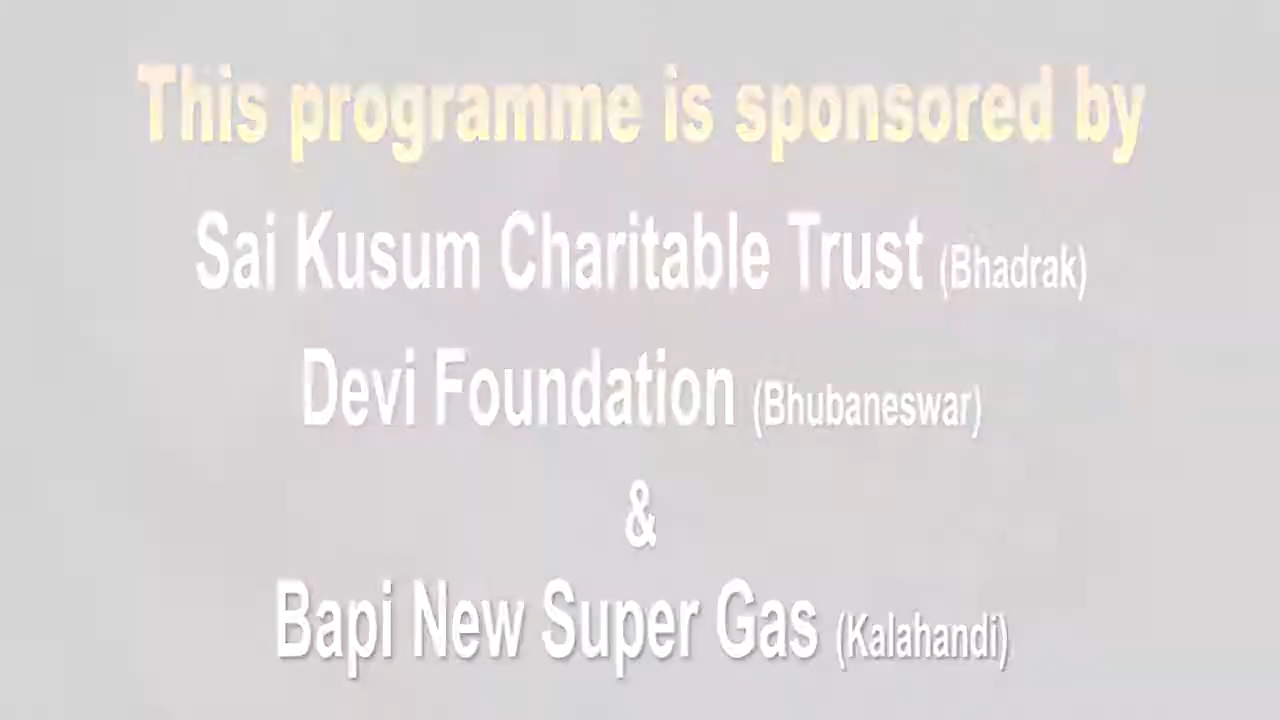 This programme is sponsored by
Sai Kusum Charitable Trust (Bhadrak)
Devi Foundation (Bhubaneswar)
&
Bapi New Super Gas (Kalahandi)